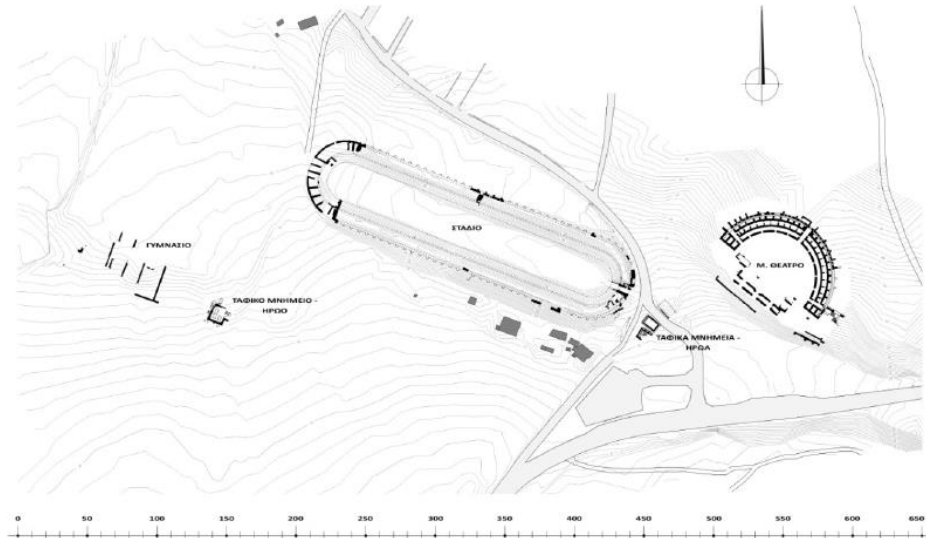 ΣΤΑΔΙΟ
ΓΥΜΝΑΣΙΟ
Μ. ΘΕΑΤΡΟ
ΤΑΦΙΚΟ ΜΝΗΜΕΙΟ -
ΗΡΩΟ
ΤΑΦΙΚΑ ΜΝΗΜΕΙΑ -
ΗΡΩΑ
0 50 100 150 200 250 300 350 400 450 500 550 600 650